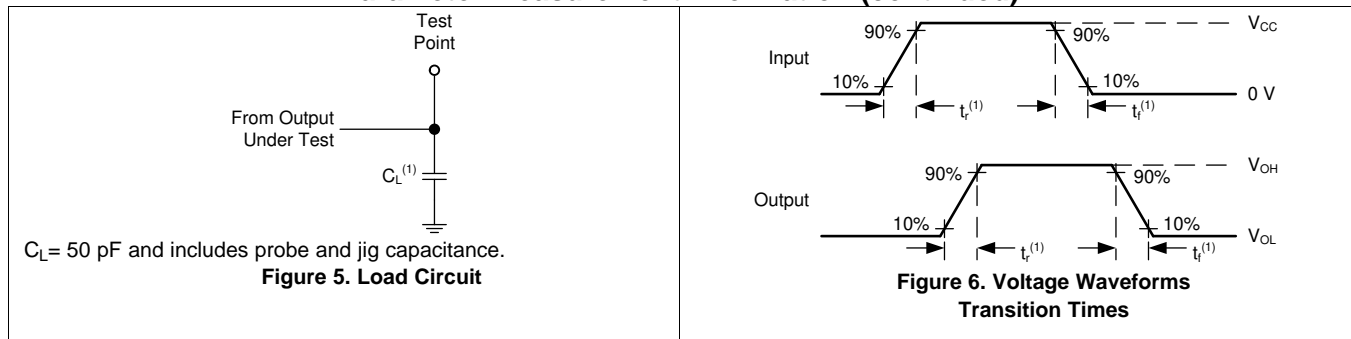 Test
Point
From Output
Under Test
C_L^(1)
C_L= 50 pF and includes probe and jig capacitance.
Figure 5. Load Circuit
90%
90%
V_CC
Input
10%
10%
0 V
t_r^(1)
t_f^(1)
90%
90%
V_OH
Output
10%
10%
V_OL
t_r^(1)
t_f^(1)
Figure 6. Voltage Waveforms
Transition Times